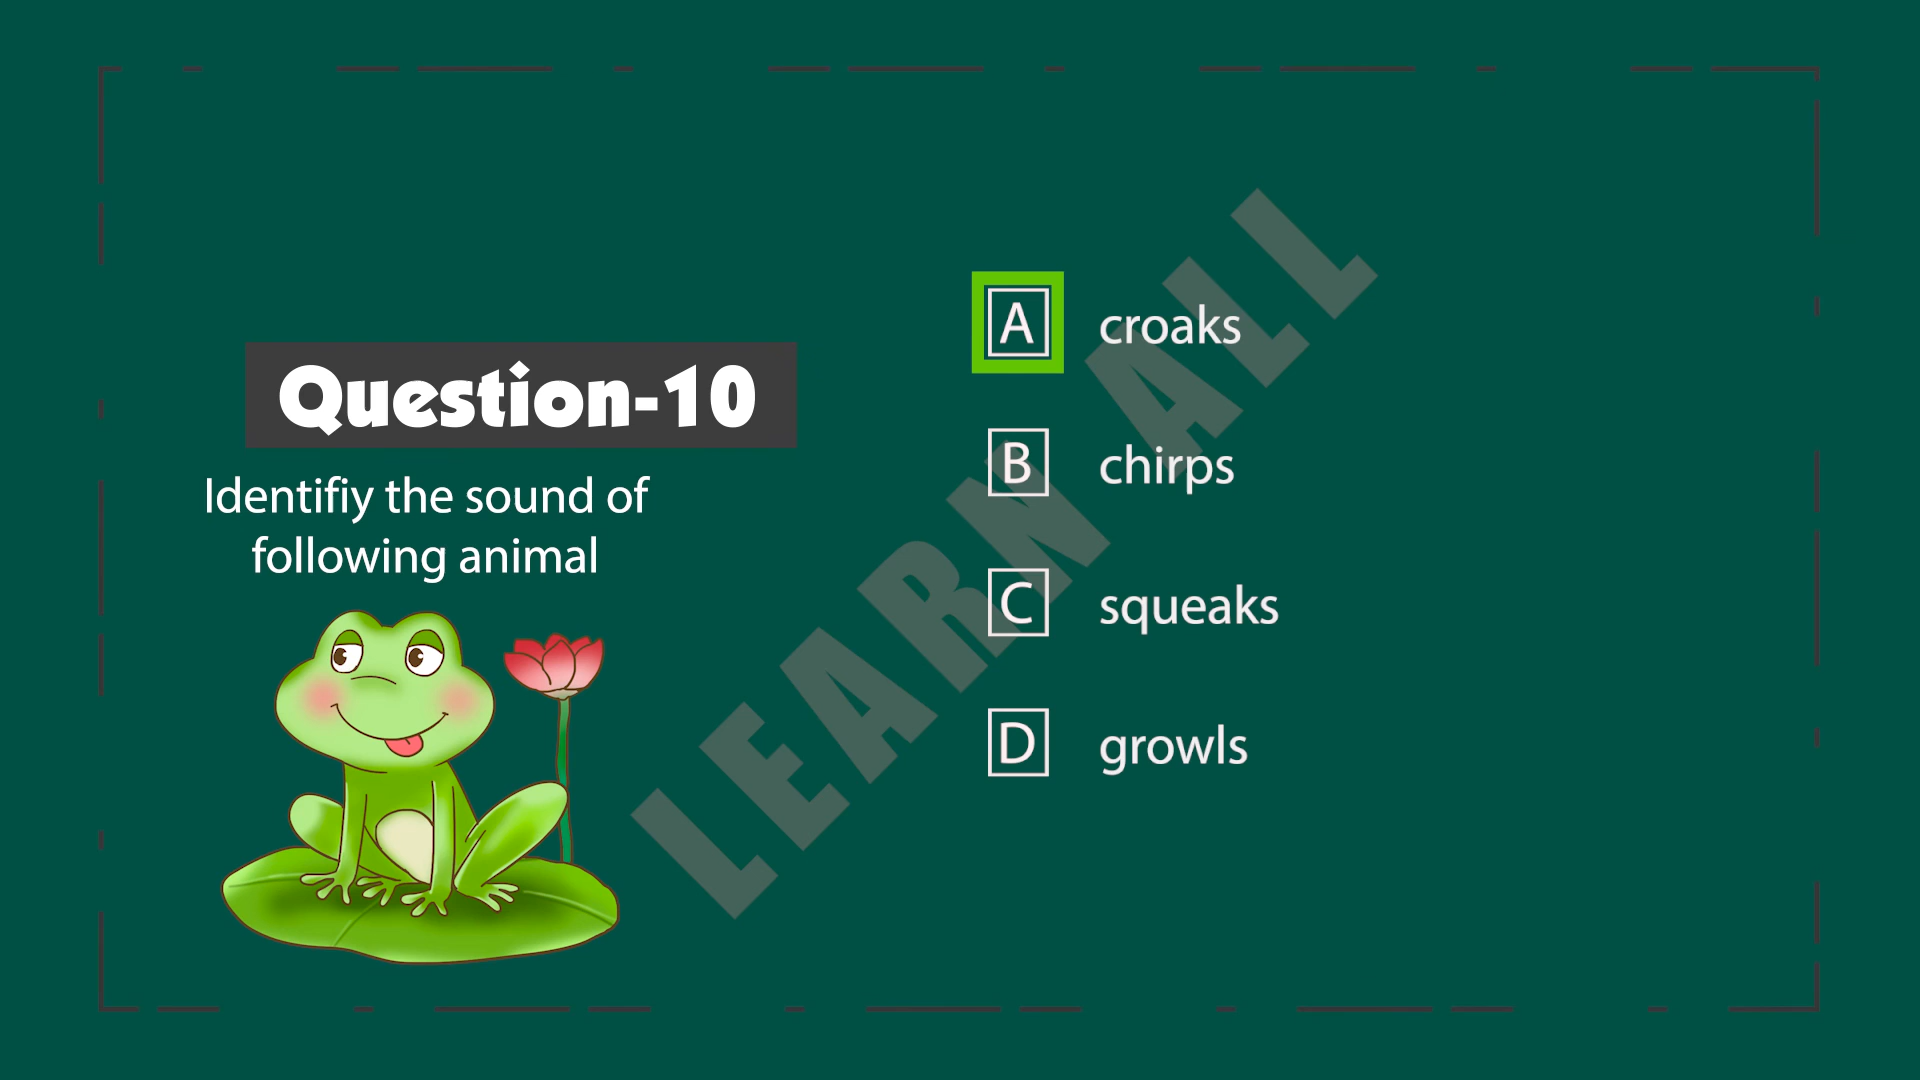 Question-10
Identifiy the sound of
following animal
A croaks
B chirps
C squeaks
D growls
LEARN ALL